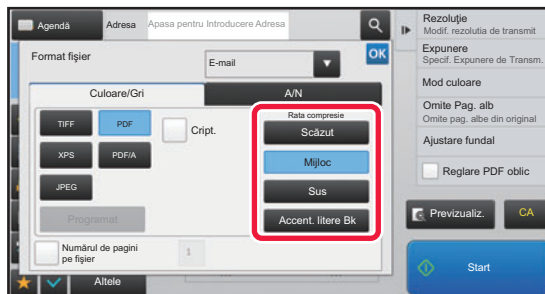 Agendă
Adresa
Apasa pentru Introducere Adresa
Format fişier
E-mail
OK
Culoare/Gri
A/N
TIFF
PDF
Cript.
XPS
PDF/A
JPEG
Programat
Rata compresie
Scăzut
Mijloc
Sus
Accent. litere Bk
Numărul de pagini
pe fişier
1
Altele
Rezoluţie
Modif. rezolutia de transmit
Expunere
Specif. Expunere de Transm.
Mod culoare
Omite Pag. alb
Omite pag. albe din original
Ajustare fundal
Reglare PDF oblic
Previzualiz.
CA
Start